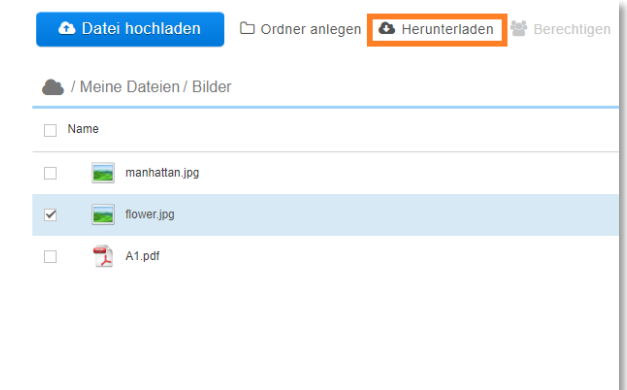 Datei hochladen Ordner anlegen Herunterladen Berechtigen
/ Meine Dateien / Bilder
Name
manhattan.jpg
flower.jpg
A1.pdf